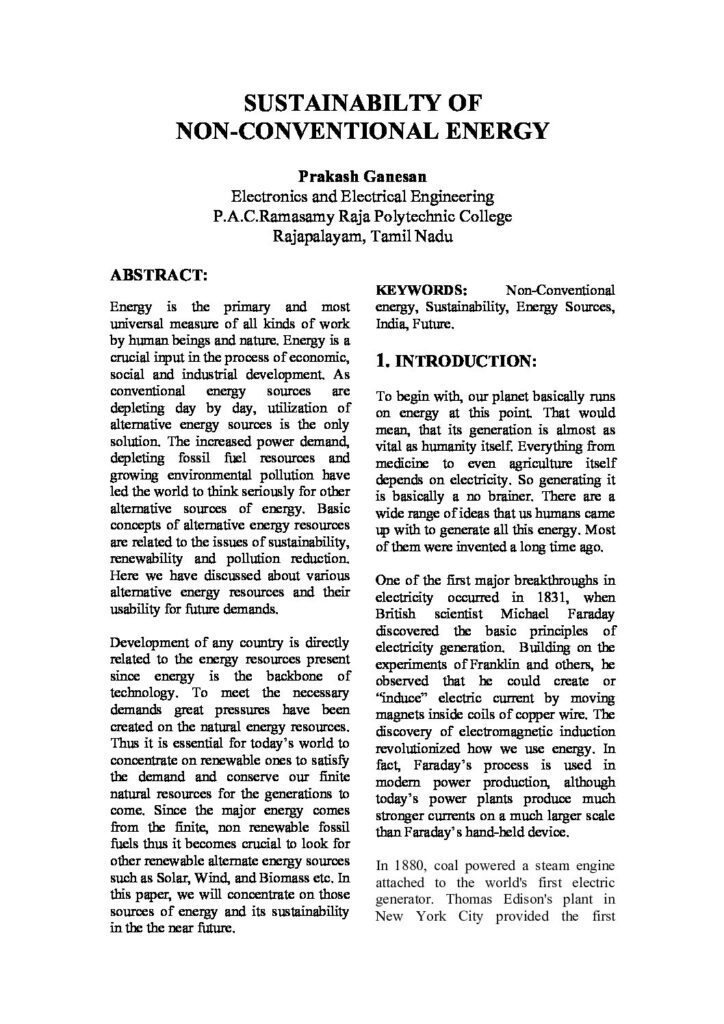 SUSTAINABILTY OF
NON-CONVENTIONAL ENERGY
Prakash Ganesan
Electronics and Electrical Engineering
P.A.C.Ramasamy Raja Polytechnic College
Rajapalayam, Tamil Nadu
ABSTRACT:
Energy is the primary and most
universal measure of all kinds of work
by human beings and nature. Energy is a
crucial input in the process of economic,
social and industrial development. As
conventional energy sources are
depleting day by day, utilization of
alternative energy sources is the only
solution. The increased power demand,
depleting fossil fuel resources and
growing environmental pollution have
led the world to think seriously for other
alternative sources of energy. Basic
concepts of alternative energy resources
are related to the issues of sustainability,
renewability and pollution reduction.
Here we have discussed about various
alternative energy resources and their
usability for future demands.
Development of any country is directly
related to the energy resources present
since energy is the backbone of
technology. To meet the necessary
demands great pressures have been
created on the natural energy resources.
Thus it is essential for today's world to
concentrate on renewable ones to satisfy
the demand and conserve our finite
natural resources for the generations to
come. Since the major energy comes
from the finite, non renewable fossil
fuels thus it becomes crucial to look for
other renewable alternate energy sources
such as Solar, Wind, and Biomass etc. In
this paper, we will concentrate on those
sources of energy and its sustainability
in the the near future.
KEYWORDS: Non-Conventional
energy, Sustainability, Energy Sources,
India, Future.
1. INTRODUCTION:
To begin with, our planet basically runs
on energy at this point. That would
mean, that its generation is almost as
vital as humanity itself. Everything from
medicine to even agriculture itself
depends on electricity. So generating it
is basically a no brainer. There are a
wide range of ideas that us humans came
up with to generate all this energy. Most
of them were invented a long time ago.
One of the first major breakthroughs in
electricity occurred in 1831, when
British scientist Michael Faraday
discovered the basic principles of
electricity generation. Building on the
experiments of Franklin and others, he
observed that he could create or
“induce” electric current by moving
magnets inside coils of copper wire. The
discovery of electromagnetic induction
revolutionized how we use energy. In
fact, Faraday’s process is used in
modern power production, although
today’s power plants produce much
stronger currents on a much larger scale
than Faraday’s hand-held device.
In 1880, coal powered a steam engine
attached to the world's first electric
generator. Thomas Edison's plant in
New York City provided the first